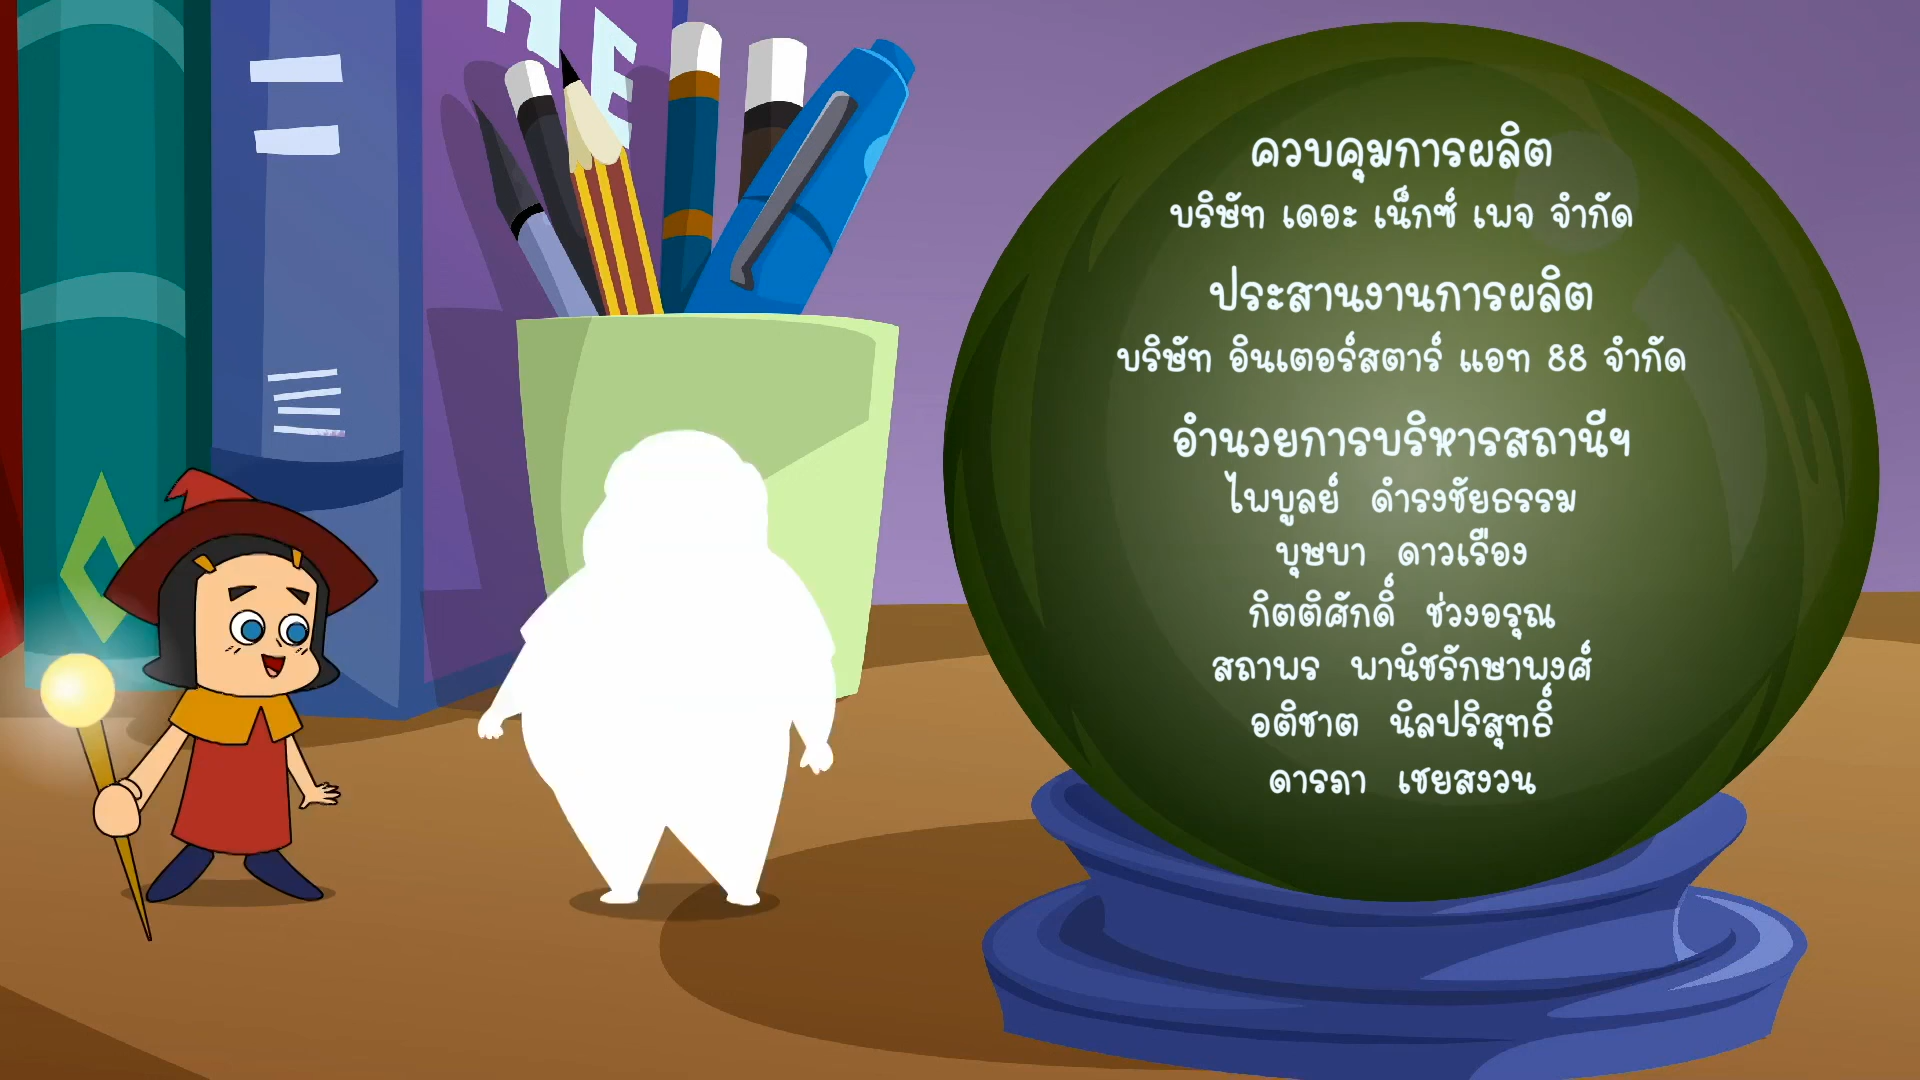 HE
ควบคุมการผลิต
บริษัท เดอะ เน็กซ์ เพจ จำกัด
ประสานงานการผลิต
บริษัท อินเตอร์สตาร์ แอท 88 จำกัด
อำนวยการบริหารสถานีฯ
ไพบูลย์ ดำรงชัยธรรม
บุษบา ดาวเรือง
กิตติศักดิ์ ช่วงอรุณ
สถาพร พานิชรักษาพงศ์
อติชาต นิลปริสุทธิ์
ดารภา เชยสงวน